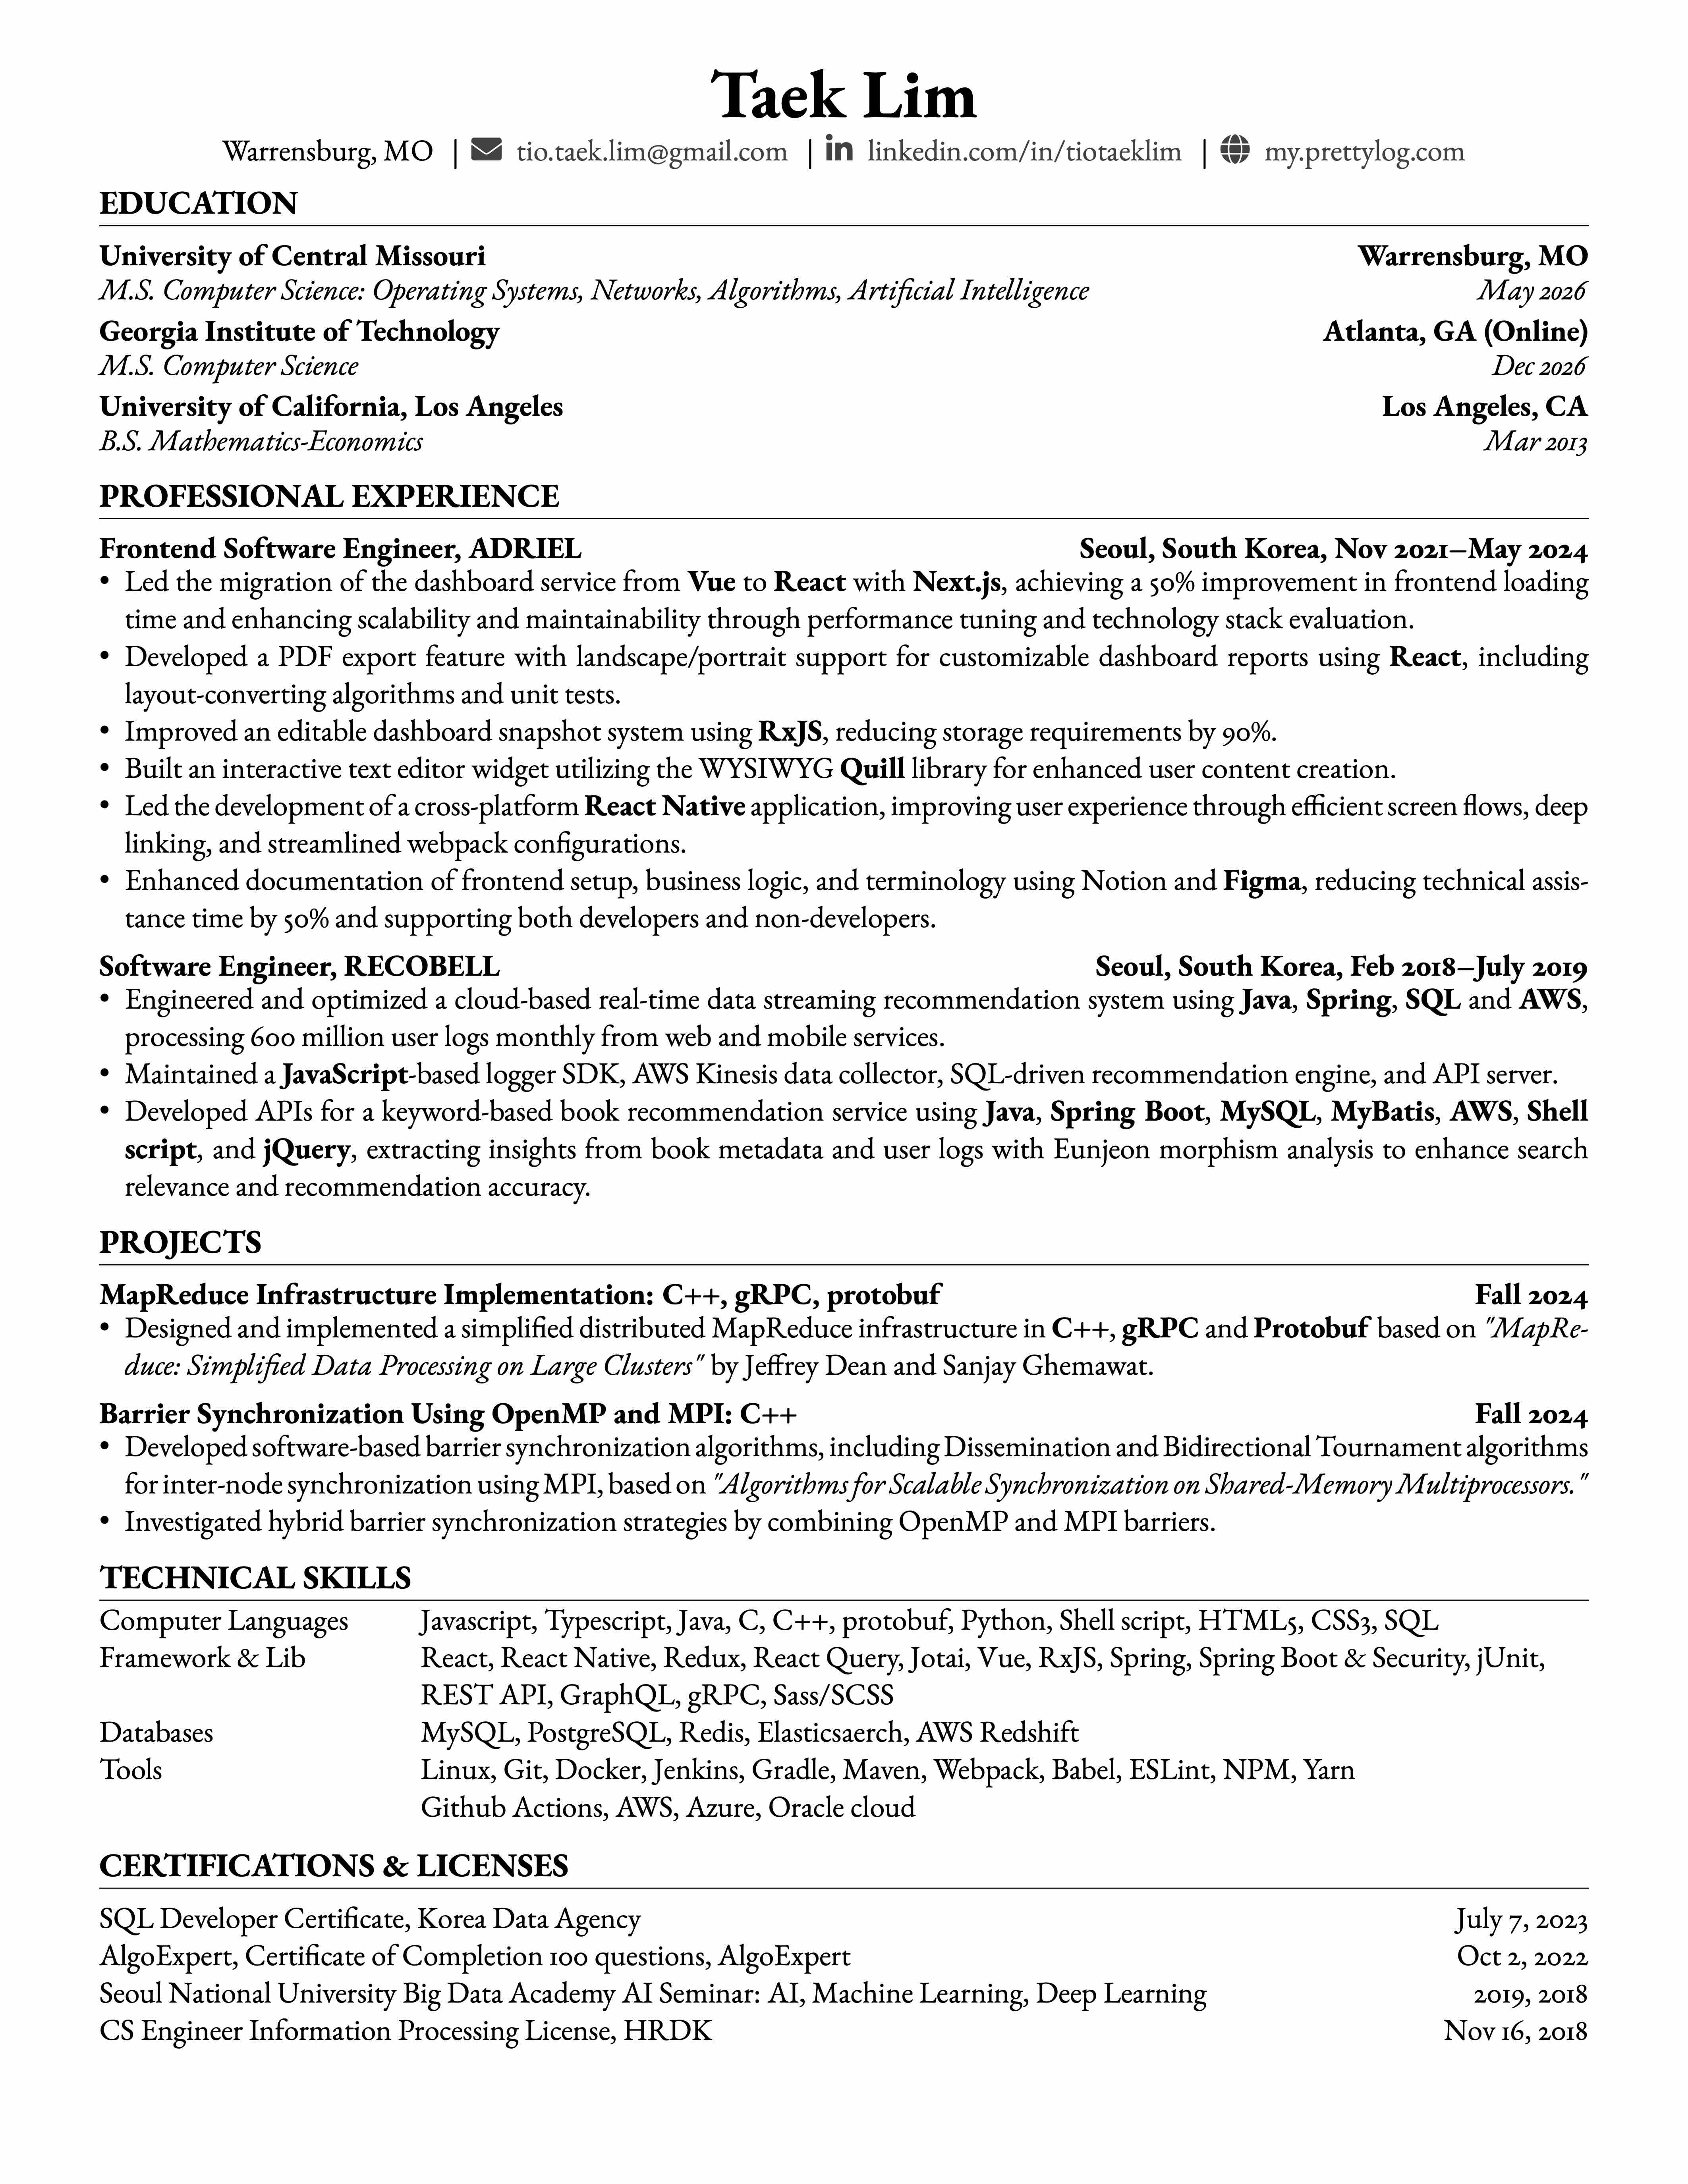 Taek Lim
Warrensburg, MO | tio.taek.lim@gmail.com | linkedin.com/in/tiotaeklim | my.prettylog.com
EDUCATION
University of Central Missouri Warrensburg, MO
M.S. Computer Science: Operating Systems, Networks, Algorithms, Artificial Intelligence May 2026
Georgia Institute of Technology Atlanta, GA (Online)
M.S. Computer Science Dec 2026
University of California, Los Angeles Los Angeles, CA
B.S. Mathematics-Economics Mar 2013
PROFESSIONAL EXPERIENCE
Frontend Software Engineer, ADRIEL Seoul, South Korea, Nov 2021–May 2024
• Led the migration of the dashboard service from Vue to React with Next.js, achieving a 50% improvement in frontend loading
time and enhancing scalability and maintainability through performance tuning and technology stack evaluation.
• Developed a PDF export feature with landscape/portrait support for customizable dashboard reports using React, including
layout-converting algorithms and unit tests.
• Improved an editable dashboard snapshot system using RxJS, reducing storage requirements by 90%.
• Built an interactive text editor widget utilizing the WYSIWYG Quill library for enhanced user content creation.
• Led the development of a cross-platform React Native application, improving user experience through efficient screen flows, deep
linking, and streamlined webpack configurations.
• Enhanced documentation of frontend setup, business logic, and terminology using Notion and Figma, reducing technical assis-
tance time by 50% and supporting both developers and non-developers.
Software Engineer, RECOBELL Seoul, South Korea, Feb 2018–July 2019
• Engineered and optimized a cloud-based real-time data streaming recommendation system using Java, Spring, SQL and AWS,
processing 600 million user logs monthly from web and mobile services.
• Maintained a JavaScript-based logger SDK, AWS Kinesis data collector, SQL-driven recommendation engine, and API server.
• Developed APIs for a keyword-based book recommendation service using Java, Spring Boot, MySQL, MyBatis, AWS, Shell
script, and jQuery, extracting insights from book metadata and user logs with Eunjeon morphism analysis to enhance search
relevance and recommendation accuracy.
PROJECTS
MapReduce Infrastructure Implementation: C++, gRPC, protobuf Fall 2024
• Designed and implemented a simplified distributed MapReduce infrastructure in C++, gRPC and Protobuf based on "MapRe-
duce: Simplified Data Processing on Large Clusters" by Jeffrey Dean and Sanjay Ghemawat.
Barrier Synchronization Using OpenMP and MPI: C++ Fall 2024
• Developed software-based barrier synchronization algorithms, including Dissemination and Bidirectional Tournament algorithms
for inter-node synchronization using MPI, based on "Algorithms for Scalable Synchronization on Shared-Memory Multiprocessors."
• Investigated hybrid barrier synchronization strategies by combining OpenMP and MPI barriers.
TECHNICAL SKILLS
Computer Languages Javascript, Typescript, Java, C, C++, protobuf, Python, Shell script, HTML5, CSS3, SQL
Framework & Lib React, React Native, Redux, React Query, Jotai, Vue, RxJS, Spring, Spring Boot & Security, jUnit,
REST API, GraphQL, gRPC, Sass/SCSS
Databases MySQL, PostgreSQL, Redis, Elasticsaerch, AWS Redshift
Tools Linux, Git, Docker, Jenkins, Gradle, Maven, Webpack, Babel, ESLint, NPM, Yarn
Github Actions, AWS, Azure, Oracle cloud
CERTIFICATIONS & LICENSES
SQL Developer Certificate, Korea Data Agency July 7, 2023
AlgoExpert, Certificate of Completion 100 questions, AlgoExpert Oct 2, 2022
Seoul National University Big Data Academy AI Seminar: AI, Machine Learning, Deep Learning 2019, 2018
CS Engineer Information Processing License, HRDK Nov 16, 2018